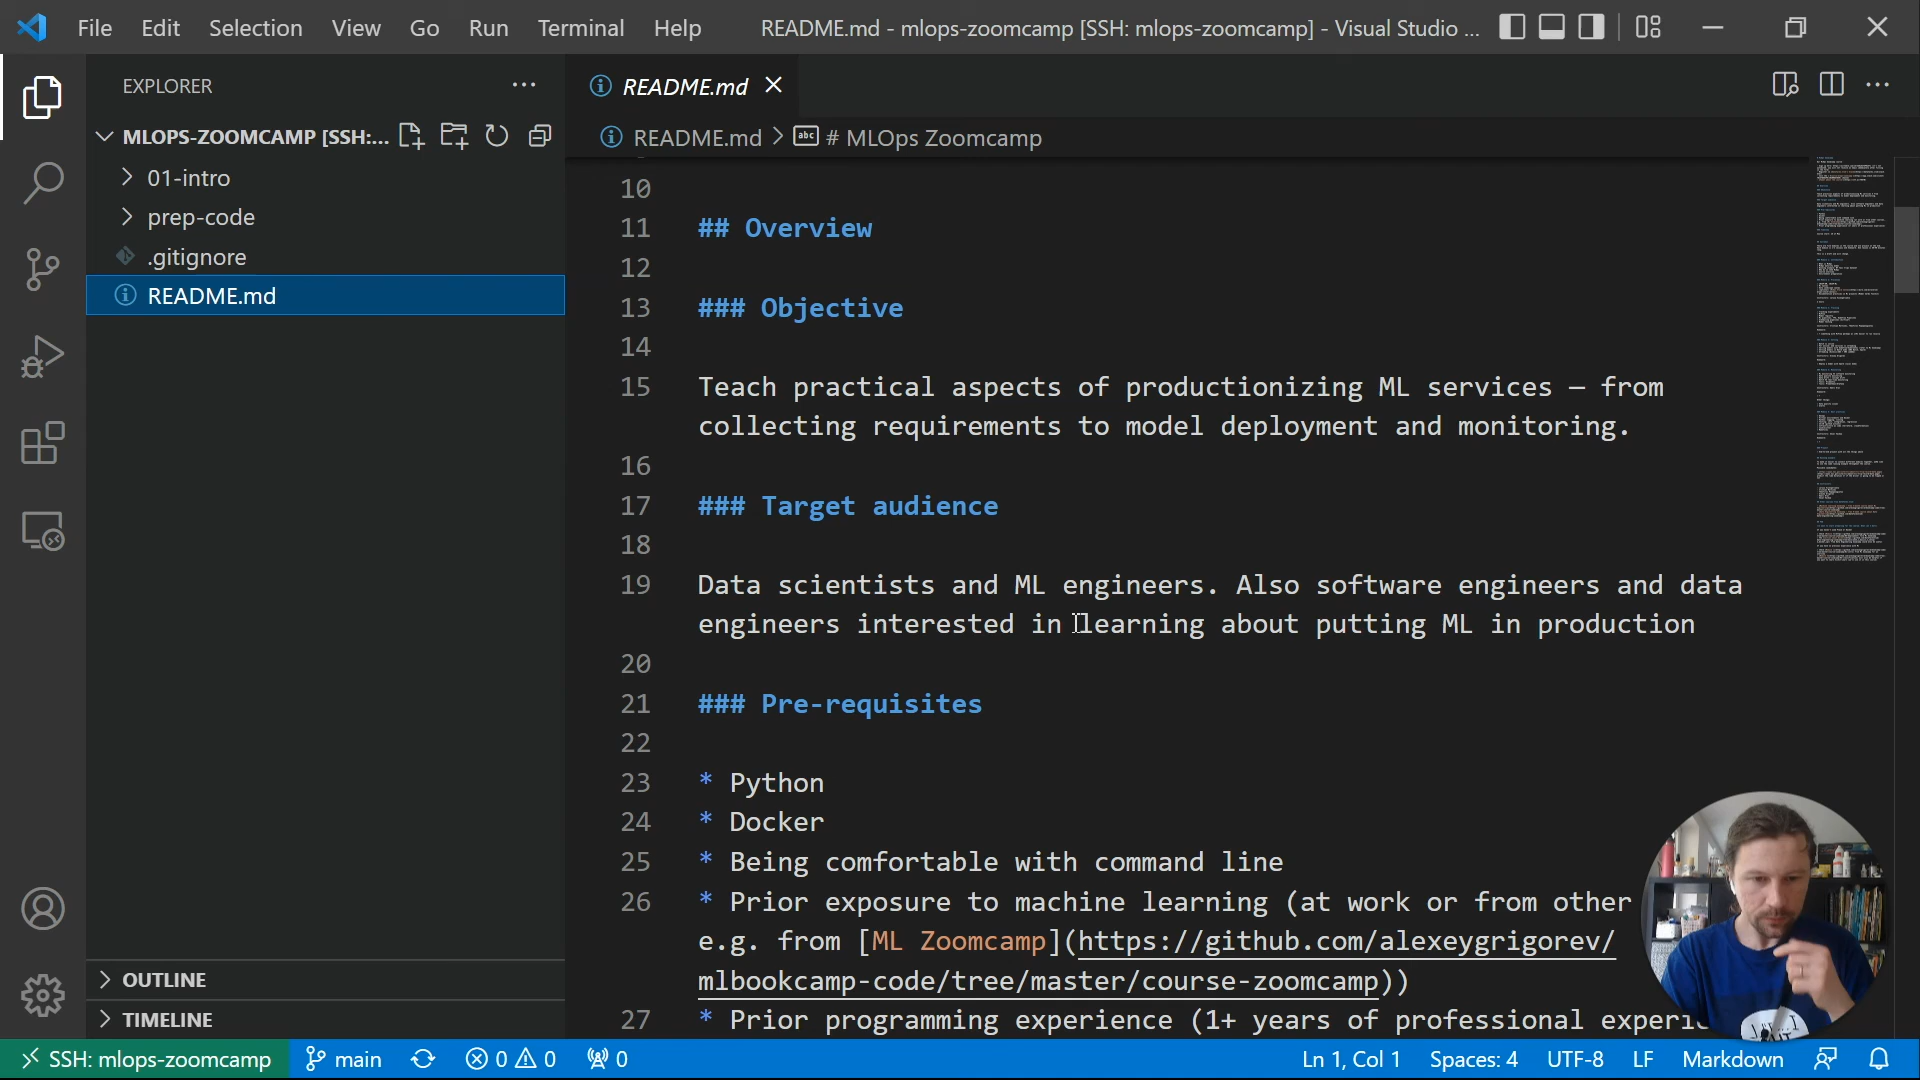 File Edit Selection View Go Run Terminal Help README.md - mlops-zoomcamp [SSH: mlops-zoomcamp] - Visual Studio ...
EXPLORER
MLOPS-ZOOMCAMP [SSH:...
01-intro
prep-code
.gitignore
README.md
OUTLINE
TIMELINE
README.md
README.md > # MLOps Zoomcamp
10
11 ## Overview
12
13 ### Objective
14
15 Teach practical aspects of productionizing ML services — from
collecting requirements to model deployment and monitoring.
16
17 ### Target audience
18
19 Data scientists and ML engineers. Also software engineers and data
engineers interested in learning about putting ML in production
20
21 ### Pre-requisites
22
23 * Python
24 * Docker
25 * Being comfortable with command line
26 * Prior exposure to machine learning (at work or from other
e.g. from [ML Zoomcamp](https://github.com/alexeygrigorev/
mlbookcamp-code/tree/master/course-zoomcamp))
27 * Prior programming experience (1+ years of professional experi
SSH: mlops-zoomcamp main 0 0 0 Ln 1, Col 1 Spaces: 4 UTF-8 LF Markdown